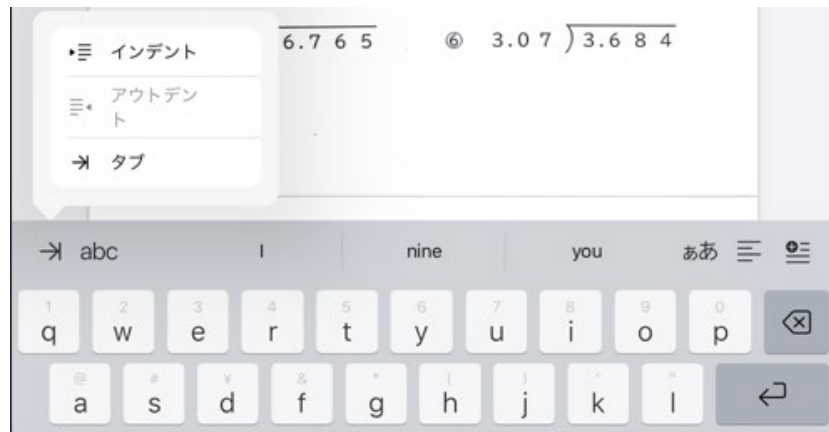 インデント
アウトデン
ト
タブ
6.7 6 5
⑥ 3.0 7 ) 3.6 8 4
abc I nine you ぁあ
1 2 3 4 5 6 7 8 9 0
q w e r t y u i o p
@ # ¥ & * ( ) ' "
a s d f g h j k l